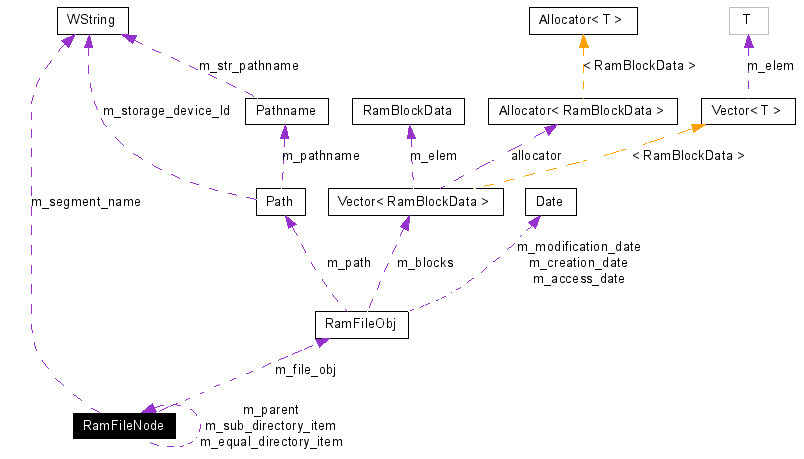 WString
Allocator< T >
T
m_str_pathname
< RamBlockData >
m_elem
m_storage_device_Id
Pathname
RamBlockData
Allocator< RamBlockData >
Vector< T >
m_pathname
m_elem
allocator
< RamBlockData >
m_segment_name
Path
Vector< RamBlockData >
Date
m_path
m_blocks
m_modification_date
m_creation_date
m_access_date
RamFileObj
m_file_obj
RamFileNode
m_parent
m_sub_directory_item
m_equal_directory_item